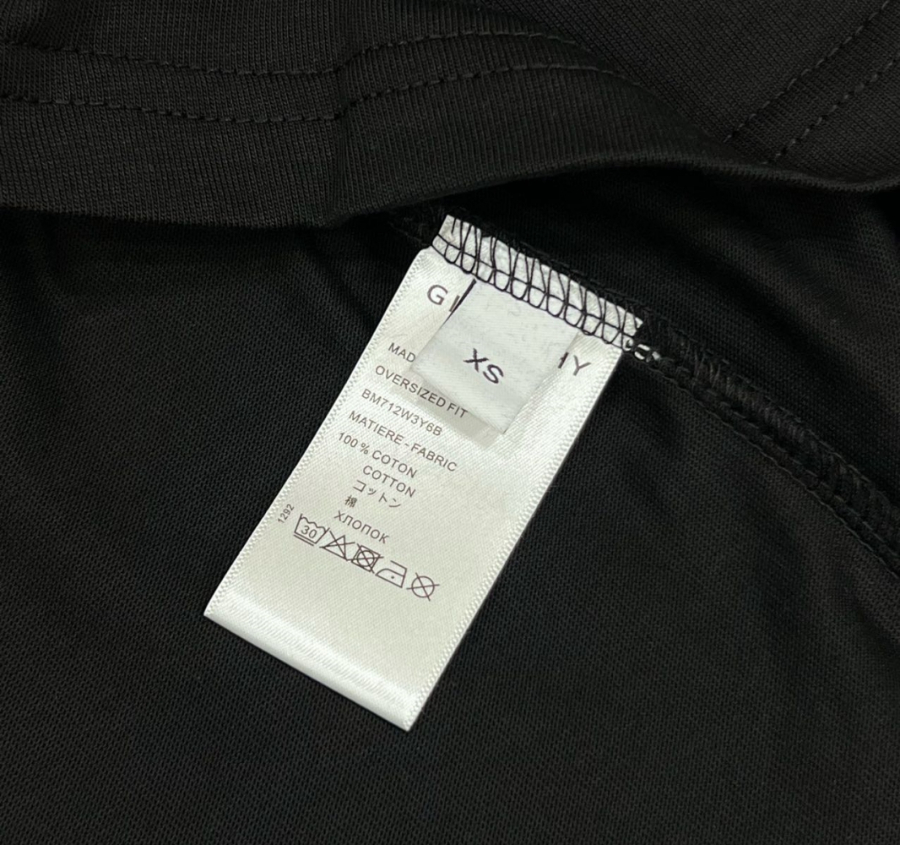 XS
MAD
OVERSIZED FIT
BM712W3Y6B
MATIERE - FABRIC
100 % COTON
COTTON
コットン
棉
ХЛОПОК
1292
30